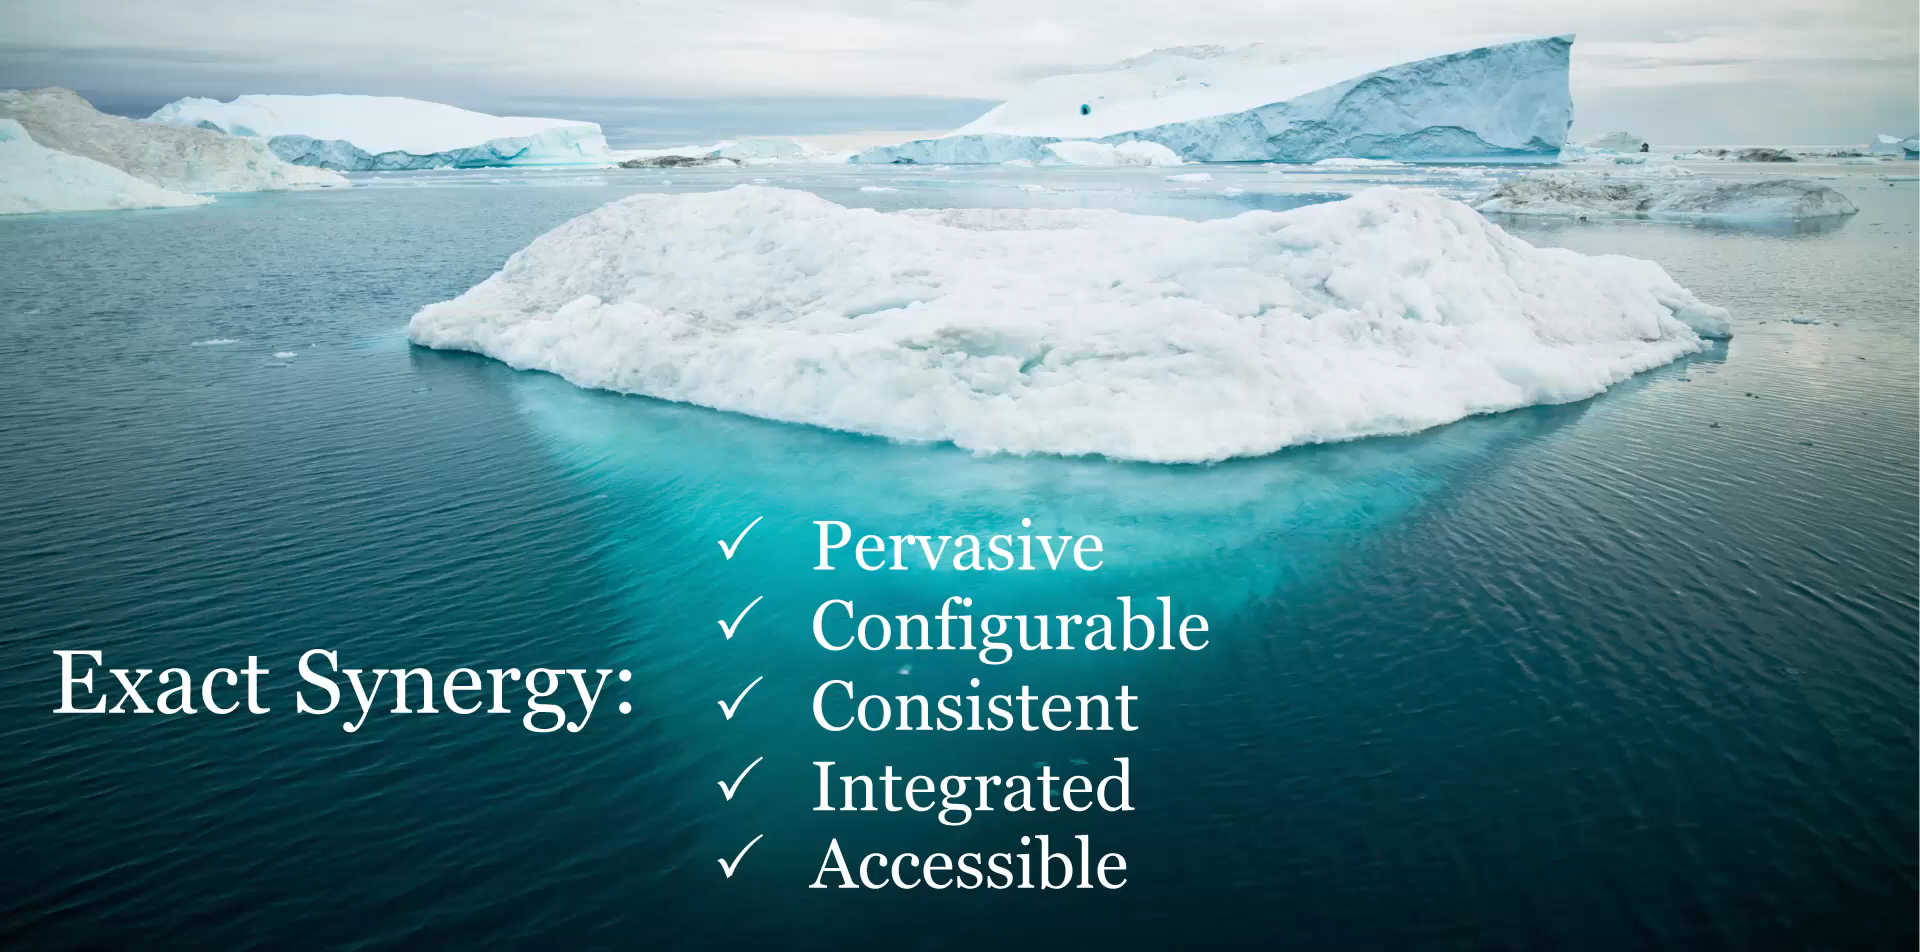 Exact Synergy:
✓ Pervasive
✓ Configurable
✓ Consistent
✓ Integrated
✓ Accessible